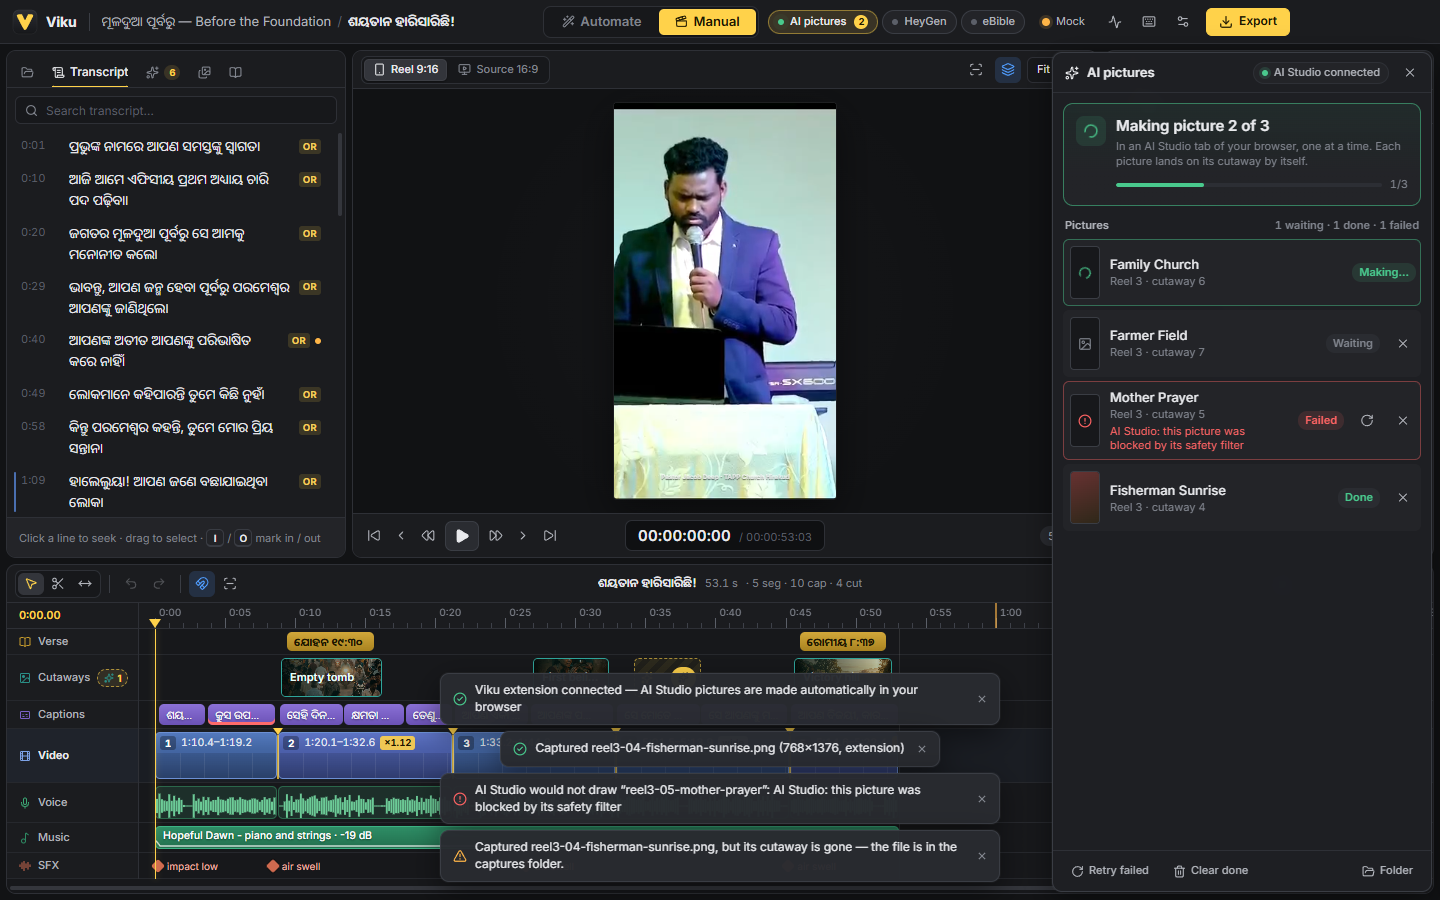 Viku
ମୂଳଦୁଆ ପୂର୍ବରୁ — Before the Foundation / ଶୟତାନ ହାରିସାରିଛି!
Automate
Manual
AI pictures 2
HeyGen
eBible
Mock
Export
Transcript
6
Search transcript...
0:01 ପ୍ରଭୁଙ୍କ ନାମରେ ଆପଣ ସମସ୍ତଙ୍କୁ ସ୍ୱାଗତ। OR
0:10 ଆଜି ଆମେ ଏଫିସୀୟ ପ୍ରଥମ ଅଧ୍ୟାୟ ଚାରି OR
ପଦ ପଢ଼ିବା।
0:20 ଜଗତର ମୂଳଦୁଆ ପୂର୍ବରୁ ସେ ଆମକୁ OR
ମନୋନୀତ କଲେ।
0:29 ଭାବନ୍ତୁ, ଆପଣ ଜନ୍ମ ହେବା ପୂର୍ବରୁ ପରମେଶ୍ୱର OR
ଆପଣଙ୍କୁ ଜାଣିଥିଲେ।
0:40 ଆପଣଙ୍କ ଅତୀତ ଆପଣଙ୍କୁ ପରିଭାଷିତ OR
କରେ ନାହିଁ।
0:49 ଲୋକମାନେ କହିପାରନ୍ତି ତୁମେ କିଛି ନୁହଁ। OR
0:58 କିନ୍ତୁ ପରମେଶ୍ୱର କହନ୍ତି, ତୁମେ ମୋର ପ୍ରିୟ OR
ସନ୍ତାନ।
1:09 ହାଲେଲୁୟା! ଆପଣ ଜଣେ ବଛାଯାଇଥିବା OR
ଲୋକ।
Click a line to seek · drag to select · I / O mark in / out
Reel 9:16
Source 16:9
Fit
SX600
00:00:00:00 / 00:00:53:03
AI pictures
AI Studio connected
Making picture 2 of 3
In an AI Studio tab of your browser, one at a time. Each
picture lands on its cutaway by itself.
1/3
Pictures 1 waiting · 1 done · 1 failed
Family Church
Reel 3 · cutaway 6
Making...
Farmer Field
Reel 3 · cutaway 7
Waiting
Mother Prayer
Reel 3 · cutaway 5
AI Studio: this picture was
blocked by its safety filter
Failed
Fisherman Sunrise
Reel 3 · cutaway 4
Done
Retry failed
Clear done
Folder
ଶୟତାନ ହାରିସାରିଛି! 53.1 s · 5 seg · 10 cap · 4 cut
0:00.00
0:00 0:05 0:10 0:15 0:20 0:25 0:30 0:35 0:40 0:45 0:50 0:55 1:00
Verse
ଯୋହନ ୧୯:୩୦
ରୋମୀୟ ୮:୩୭
Cutaways 1
Empty tomb
Captions
ଶୟ...
କ୍ରୁସ ଉପ...
ସେହି ଦିନ...
କ୍ଷମତା ...
ତେଣୁ...
Video
1 1:10.4–1:19.2
2 1:20.1–1:32.6 ×1.12
3 1:33
Voice
Music
Hopeful Dawn - piano and strings · -19 dB
SFX
impact low
air swell
Viku extension connected — AI Studio pictures are made automatically in your
browser
Captured reel3-04-fisherman-sunrise.png (768×1376, extension)
AI Studio would not draw “reel3-05-mother-prayer”: AI Studio: this picture was
blocked by its safety filter
Captured reel3-04-fisherman-sunrise.png, but its cutaway is gone — the file is in the
captures folder.